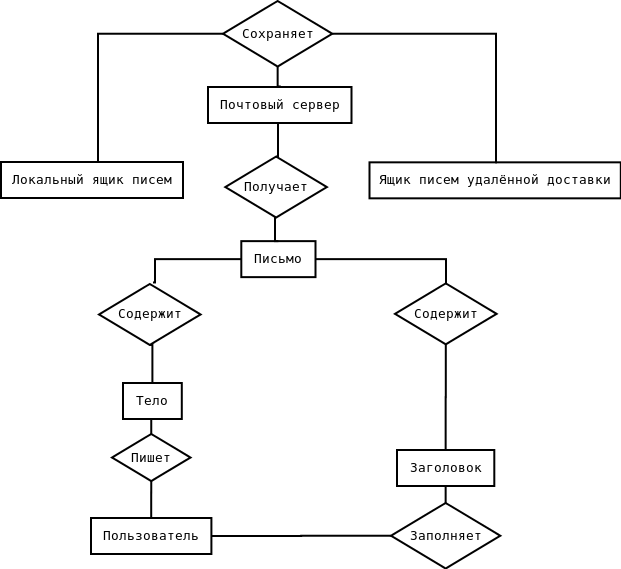 Сохраняет
Почтовый сервер
Локальный ящик писем
Ящик писем удалённой доставки
Получает
Письмо
Содержит
Содержит
Тело
Пишет
Заголовок
Пользователь
Заполняет